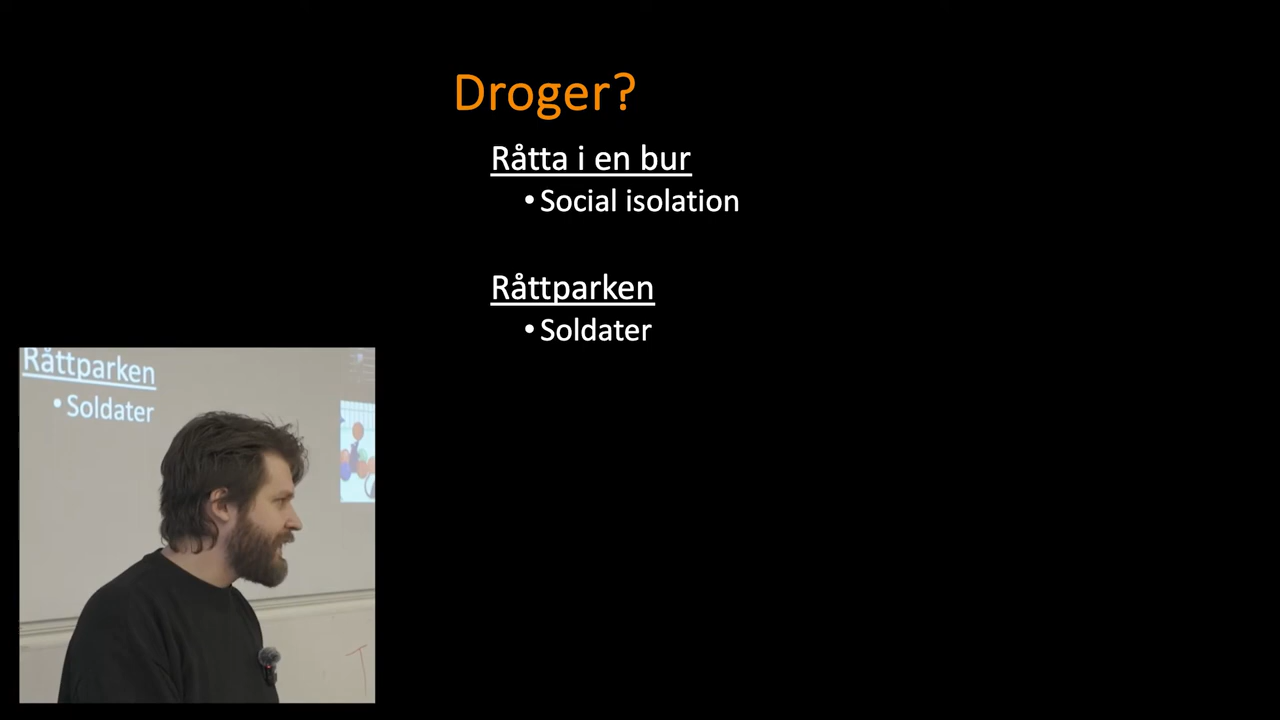 Droger?
Råtta i en bur
•Social isolation
Råttparken
•Soldater
Råttparken
•Soldater